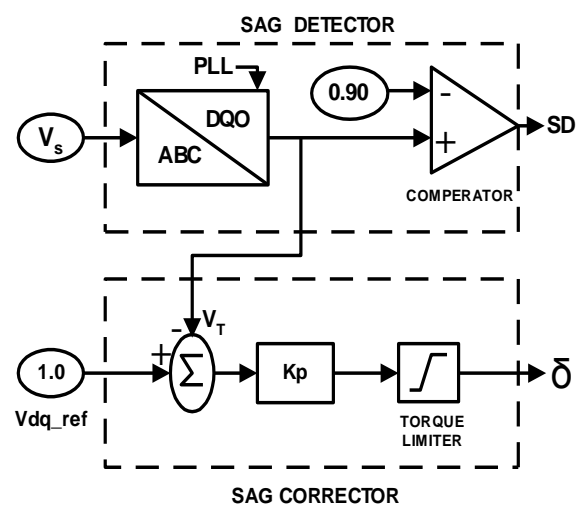 SAG DETECTOR
PLL
0.90
-
DQO
ABC
Vs
+
SD
COMPERATOR
-
VT
+
1.0
Σ
Kp
δ
Vdq_ref
TORQUE
LIMITER
SAG CORRECTOR